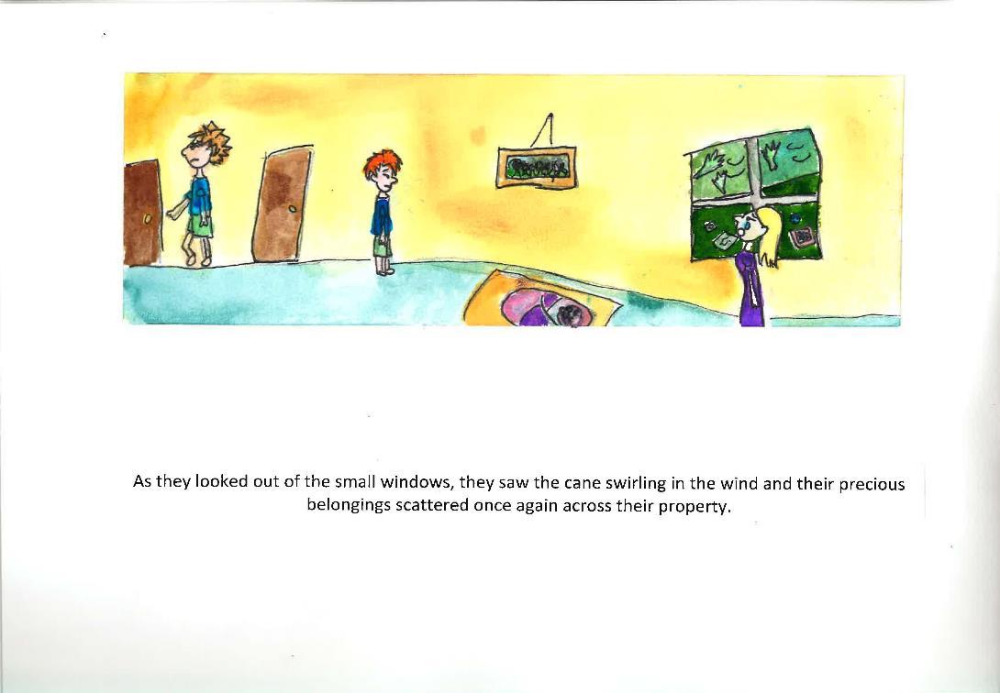 As they looked out of the small windows, they saw the cane swirling in the wind and their precious
belongings scattered once again across their property.